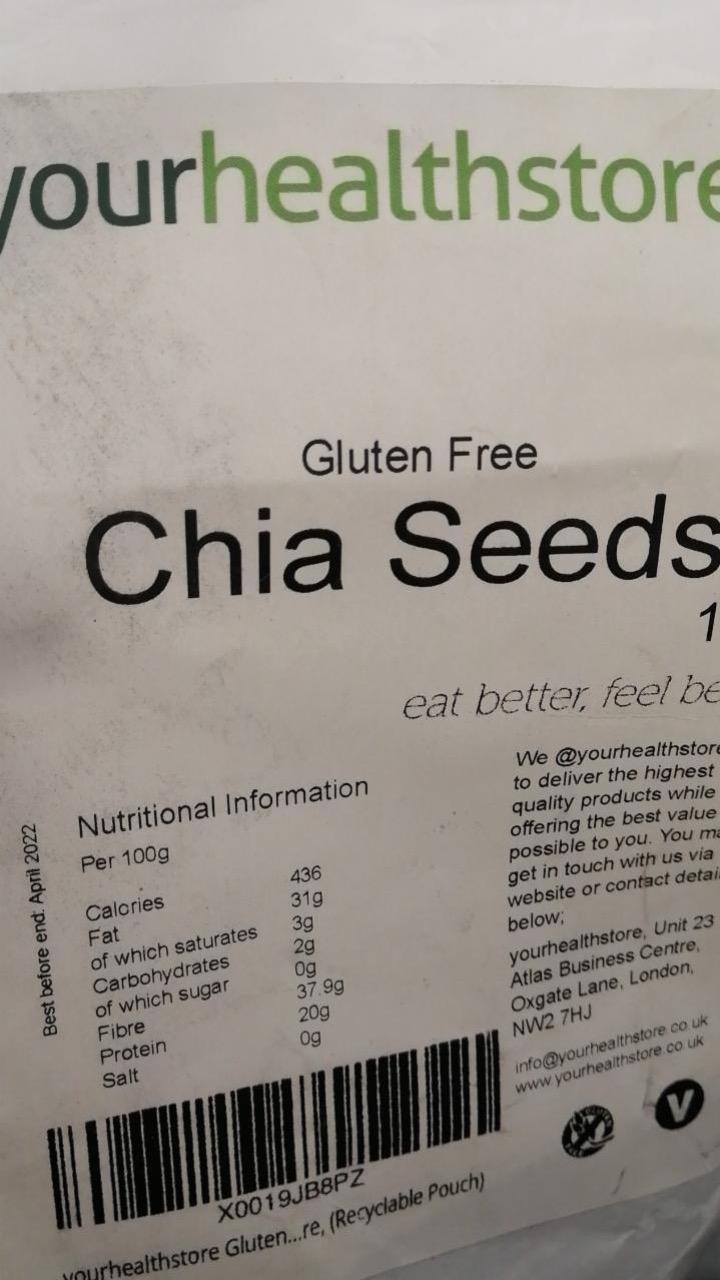 yourhealthstore
Gluten Free
Chia Seeds
1
eat better, feel be
Nutritional Information
Per 100g
Calories 436
Fat 31g
of which saturates 3g
Carbohydrates 2g
of which sugar 0g
Fibre 37.9g
Protein 20g
Salt 0g
Best before end: April 2022
We @yourhealthstore
to deliver the highest
quality products while
offering the best value
possible to you. You ma
get in touch with us via
website or contact detai
below;
yourhealthstore, Unit 23
Atlas Business Centre,
Oxgate Lane, London,
NW2 7HJ
info@yourhealthstore.co.uk
www yourhealthstore co uk
V
X0019JB8PZ
yourhealthstore Gluten...re, (Recyclable Pouch)